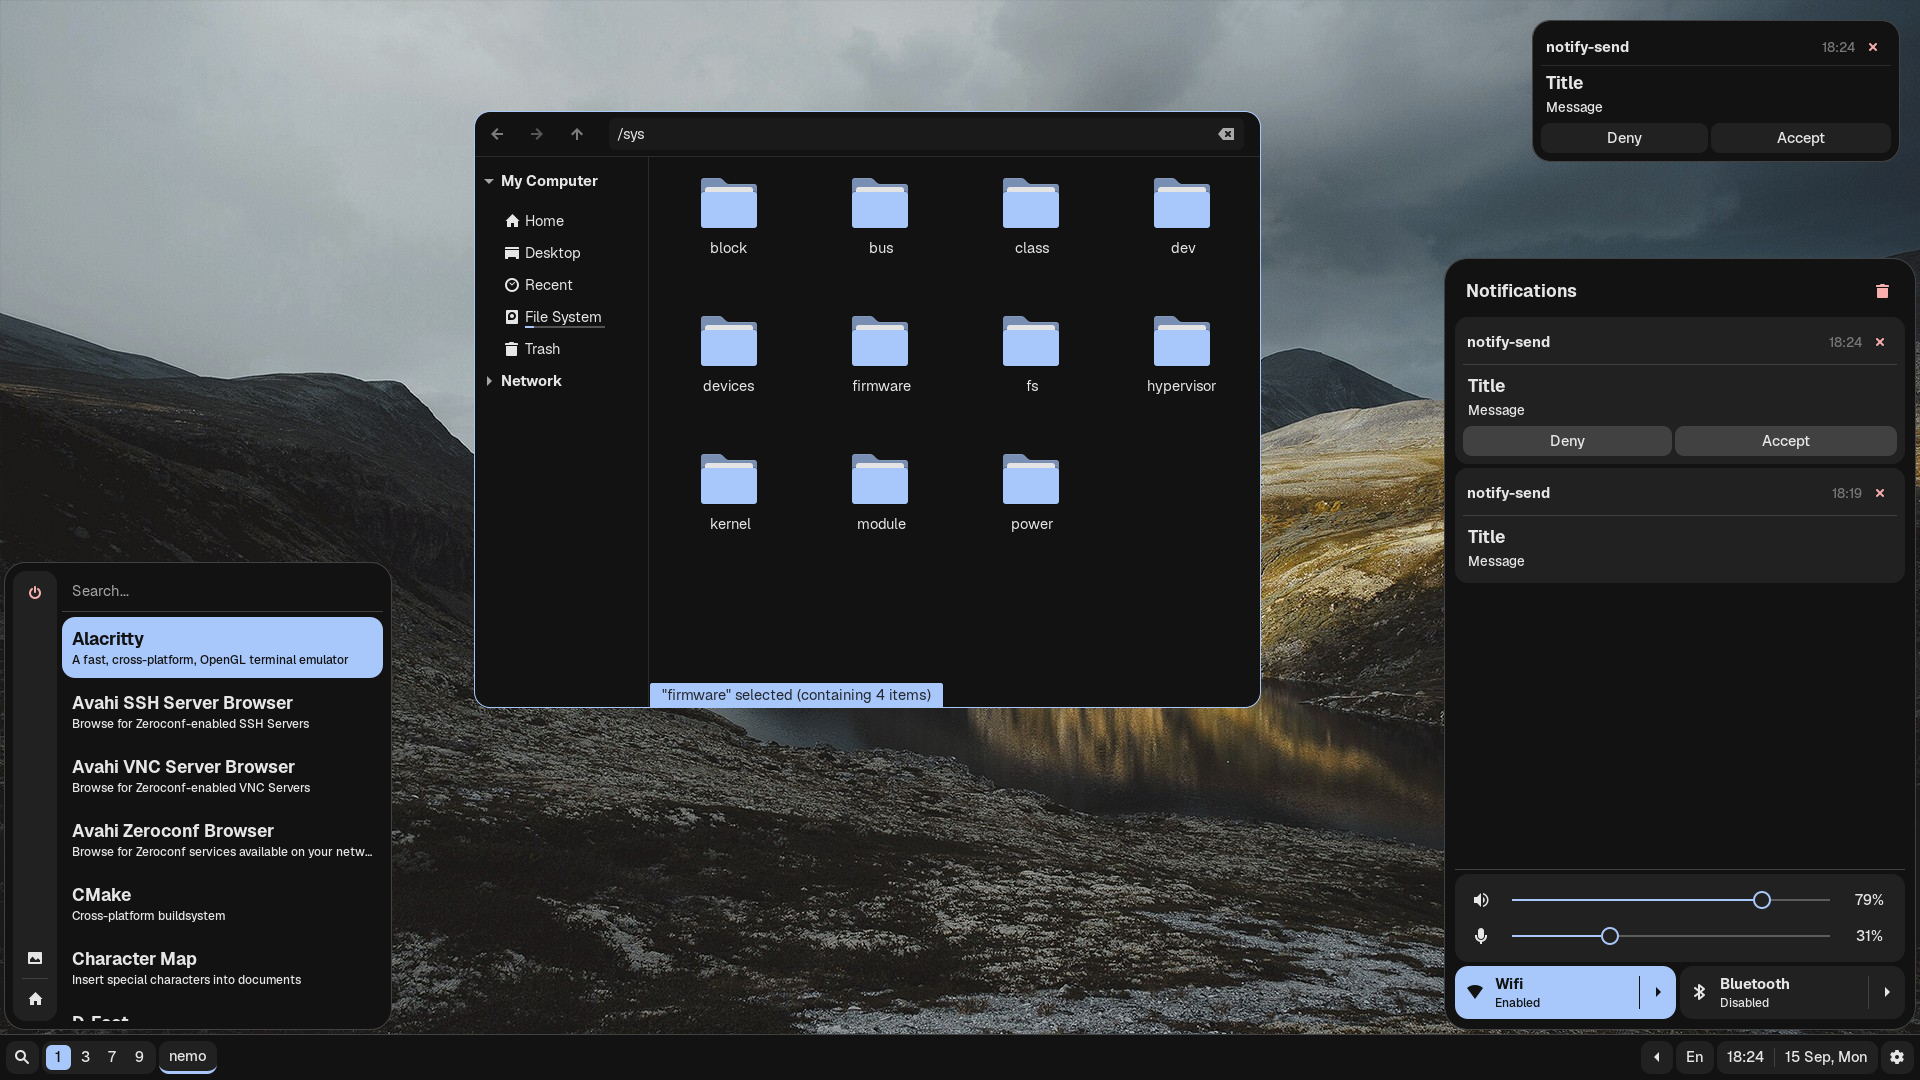 notify-send 18:24
Title
Message
Deny Accept
/sys
My Computer
Home
Desktop
Recent
File System
Trash
Network
block bus class dev
devices firmware fs hypervisor
kernel module power
"firmware" selected (containing 4 items)
Notifications
notify-send 18:24
Title
Message
Deny Accept
notify-send 18:19
Title
Message
79%
31%
Wifi
Enabled
Bluetooth
Disabled
Search...
Alacritty
A fast, cross-platform, OpenGL terminal emulator
Avahi SSH Server Browser
Browse for Zeroconf-enabled SSH Servers
Avahi VNC Server Browser
Browse for Zeroconf-enabled VNC Servers
Avahi Zeroconf Browser
Browse for Zeroconf services available on your netw...
CMake
Cross-platform buildsystem
Character Map
Insert special characters into documents
1 3 7 9 nemo
En 18:24 15 Sep, Mon